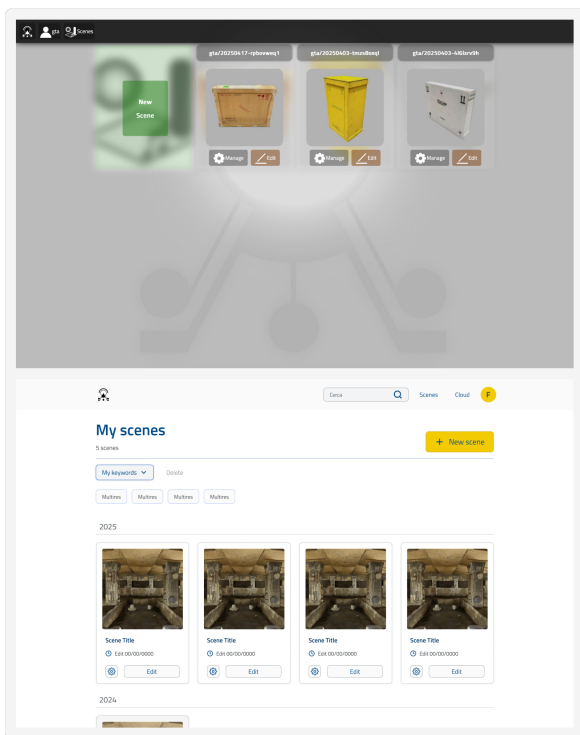 gta Scenes
gta/20250417-rpbovweq1 gta/20250403-tmzs8oxql gta/20250403-4l6brv9h
New
Scene
Manage Edit Manage Edit Manage Edit
Cerca Scenes Cloud F
My scenes
5 scenes
+ New scene
My keywords Delete
Multires Multires Multires Multires
2025
Scene Title Scene Title Scene Title Scene Title
Edit 00/00/0000 Edit 00/00/0000 Edit 00/00/0000 Edit 00/00/0000
Edit Edit Edit Edit
2024